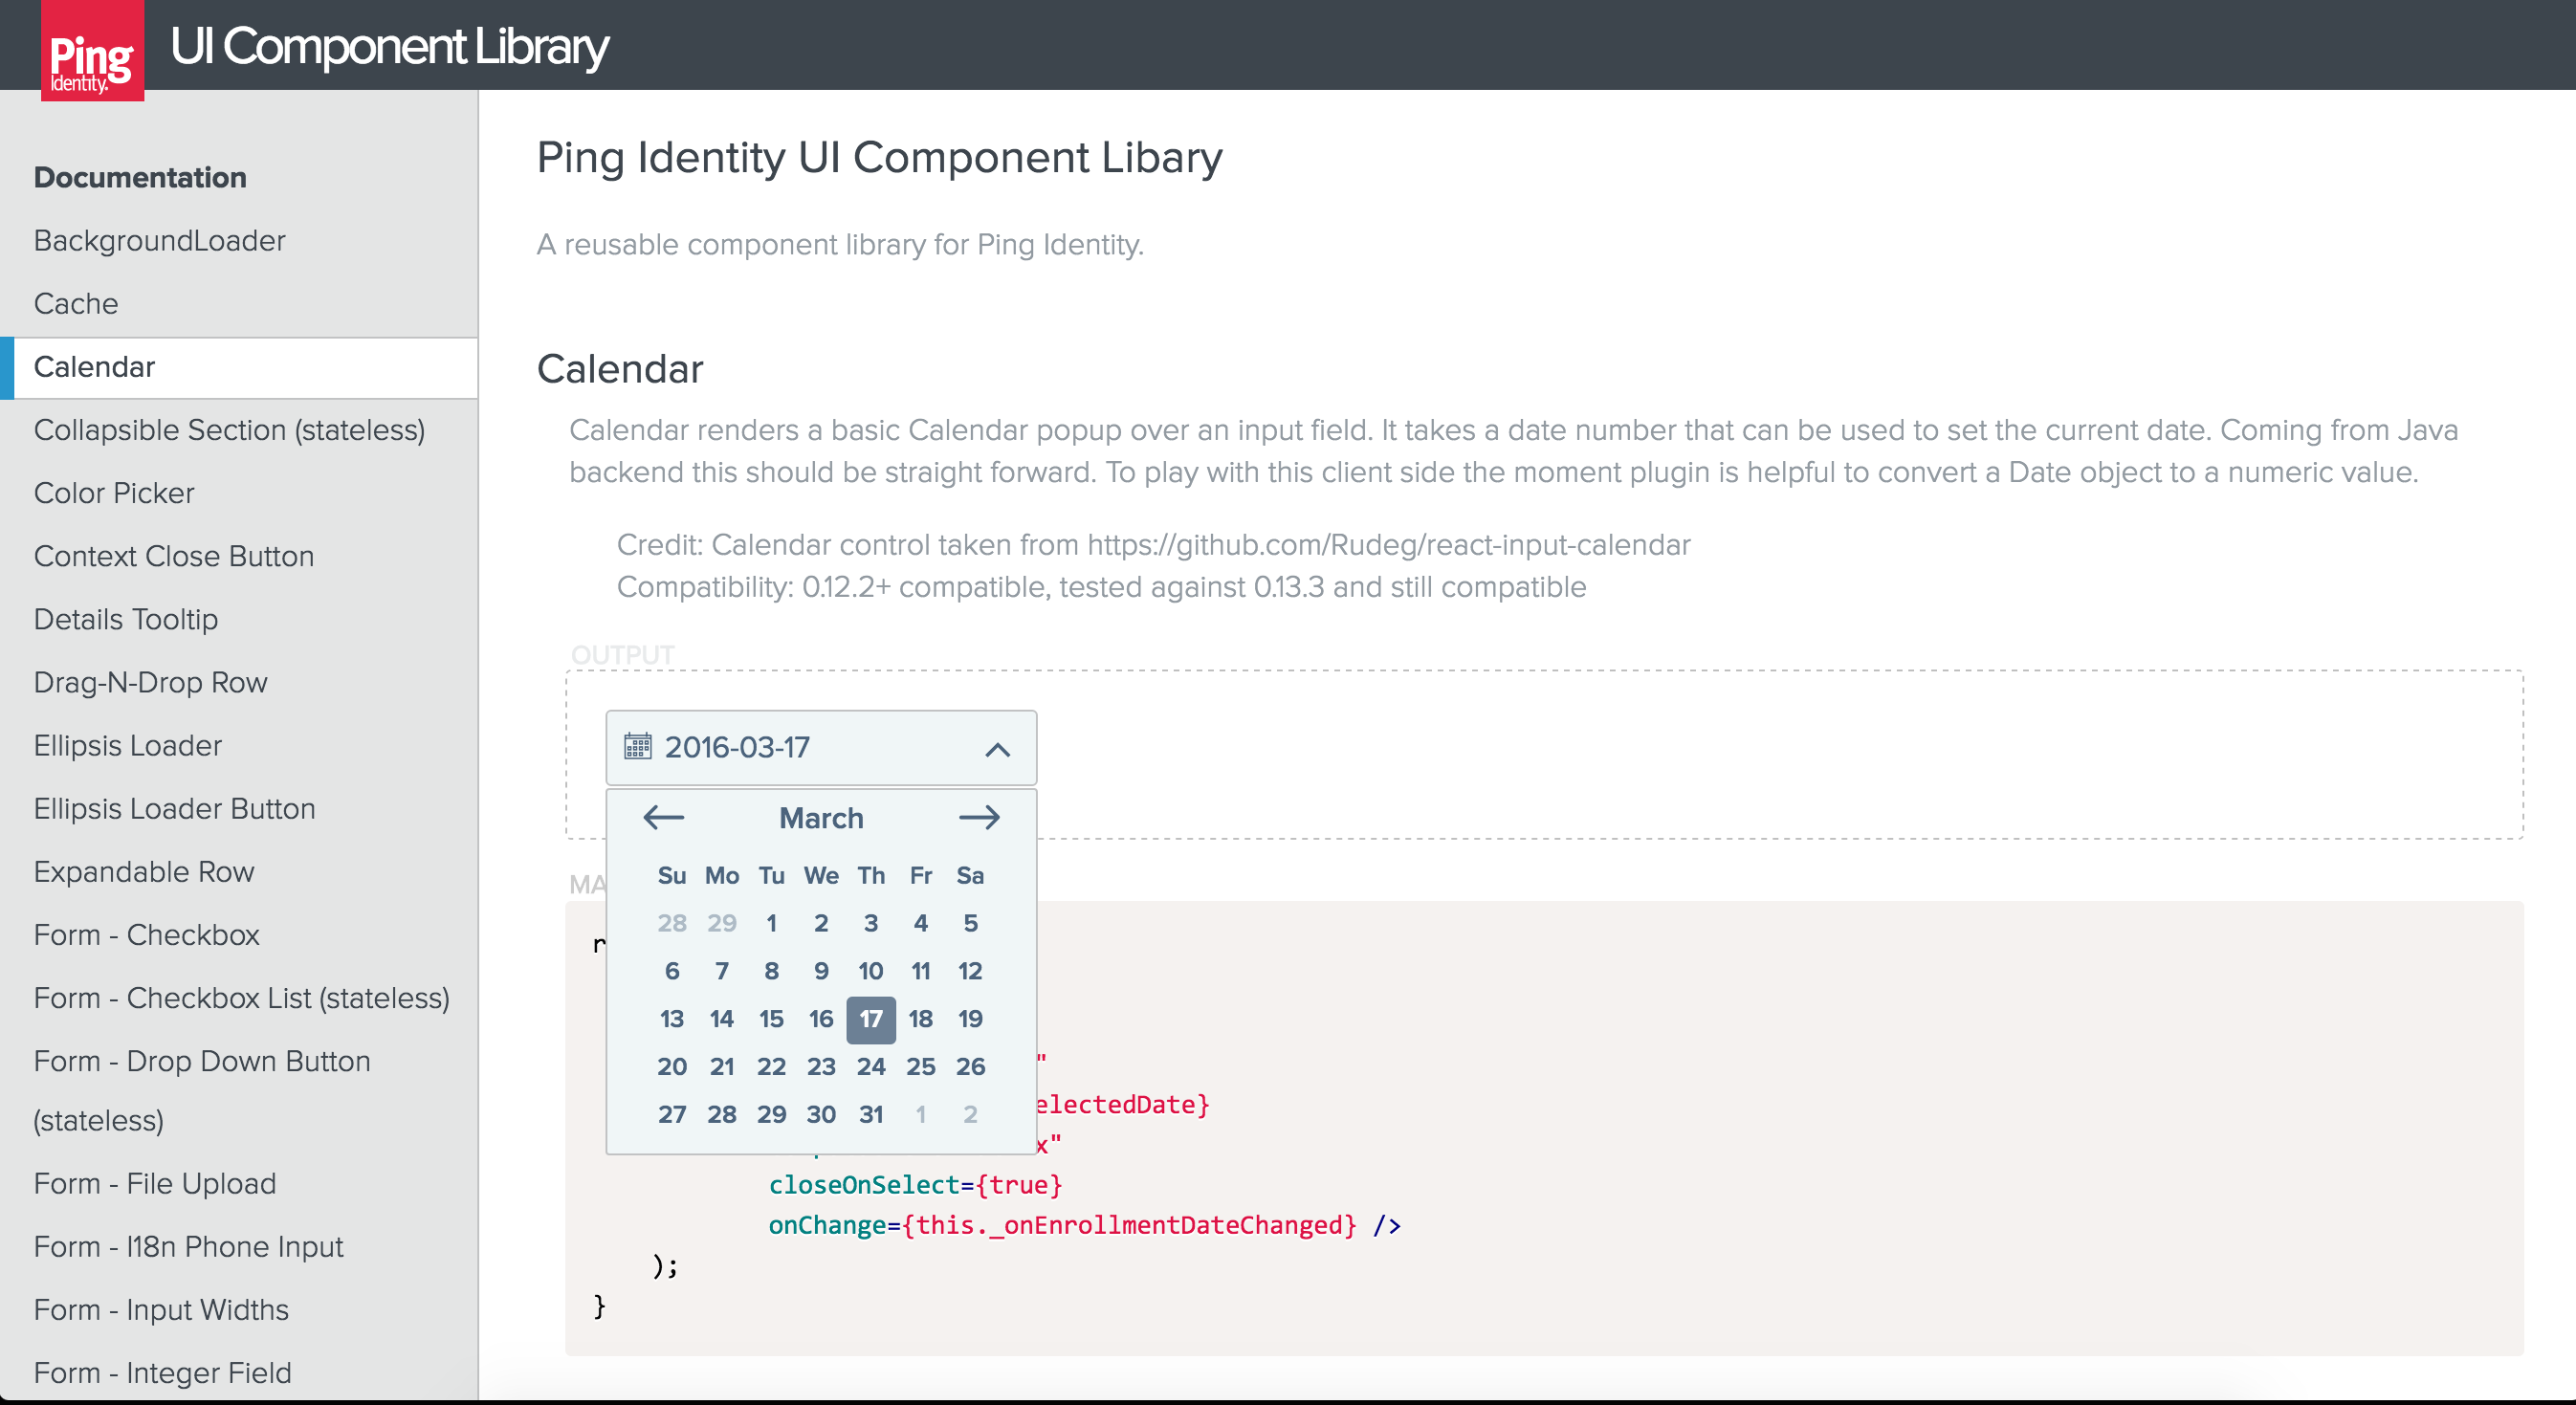 Ping
Identity.
UI Component Library
Documentation
BackgroundLoader
Cache
Calendar
Collapsible Section (stateless)
Color Picker
Context Close Button
Details Tooltip
Drag-N-Drop Row
Ellipsis Loader
Ellipsis Loader Button
Expandable Row
Form - Checkbox
Form - Checkbox List (stateless)
Form - Drop Down Button
(stateless)
Form - File Upload
Form - I18n Phone Input
Form - Input Widths
Form - Integer Field
Ping Identity UI Component Libary
A reusable component library for Ping Identity.
Calendar
Calendar renders a basic Calendar popup over an input field. It takes a date number that can be used to set the current date. Coming from Java
backend this should be straight forward. To play with this client side the moment plugin is helpful to convert a Date object to a numeric value.
Credit: Calendar control taken from https://github.com/Rudeg/react-input-calendar
Compatibility: 0.12.2+ compatible, tested against 0.13.3 and still compatible
OUTPUT
2016-03-17
March
Su Mo Tu We Th Fr Sa
28 29 1 2 3 4 5
6 7 8 9 10 11 12
13 14 15 16 17 18 19
20 21 22 23 24 25 26
27 28 29 30 31 1 2
MA
r
"
electedDate}
x"
closeOnSelect={true}
onChange={this._onEnrollmentDateChanged} />
);
}